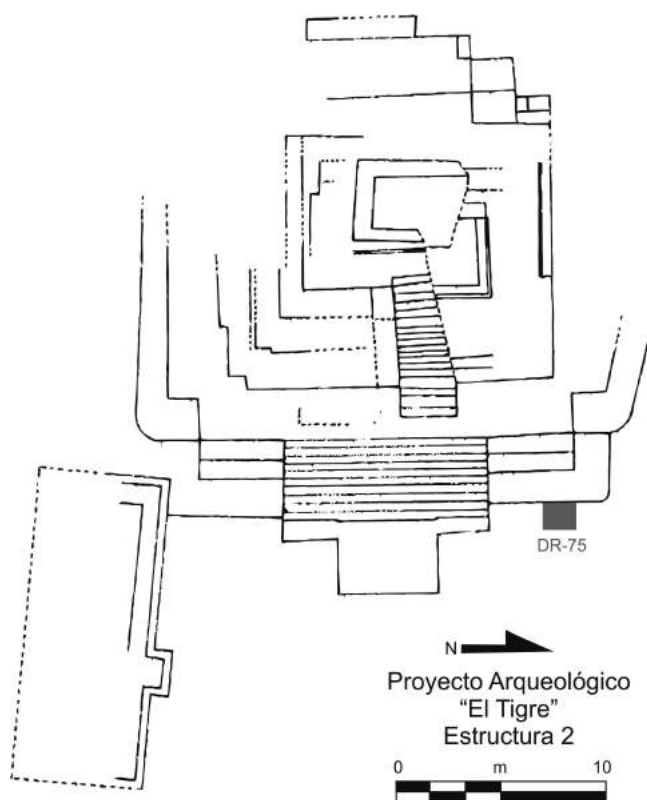 DR-75
N
Proyecto Arqueológico
“El Tigre”
Estructura 2
0 m 10